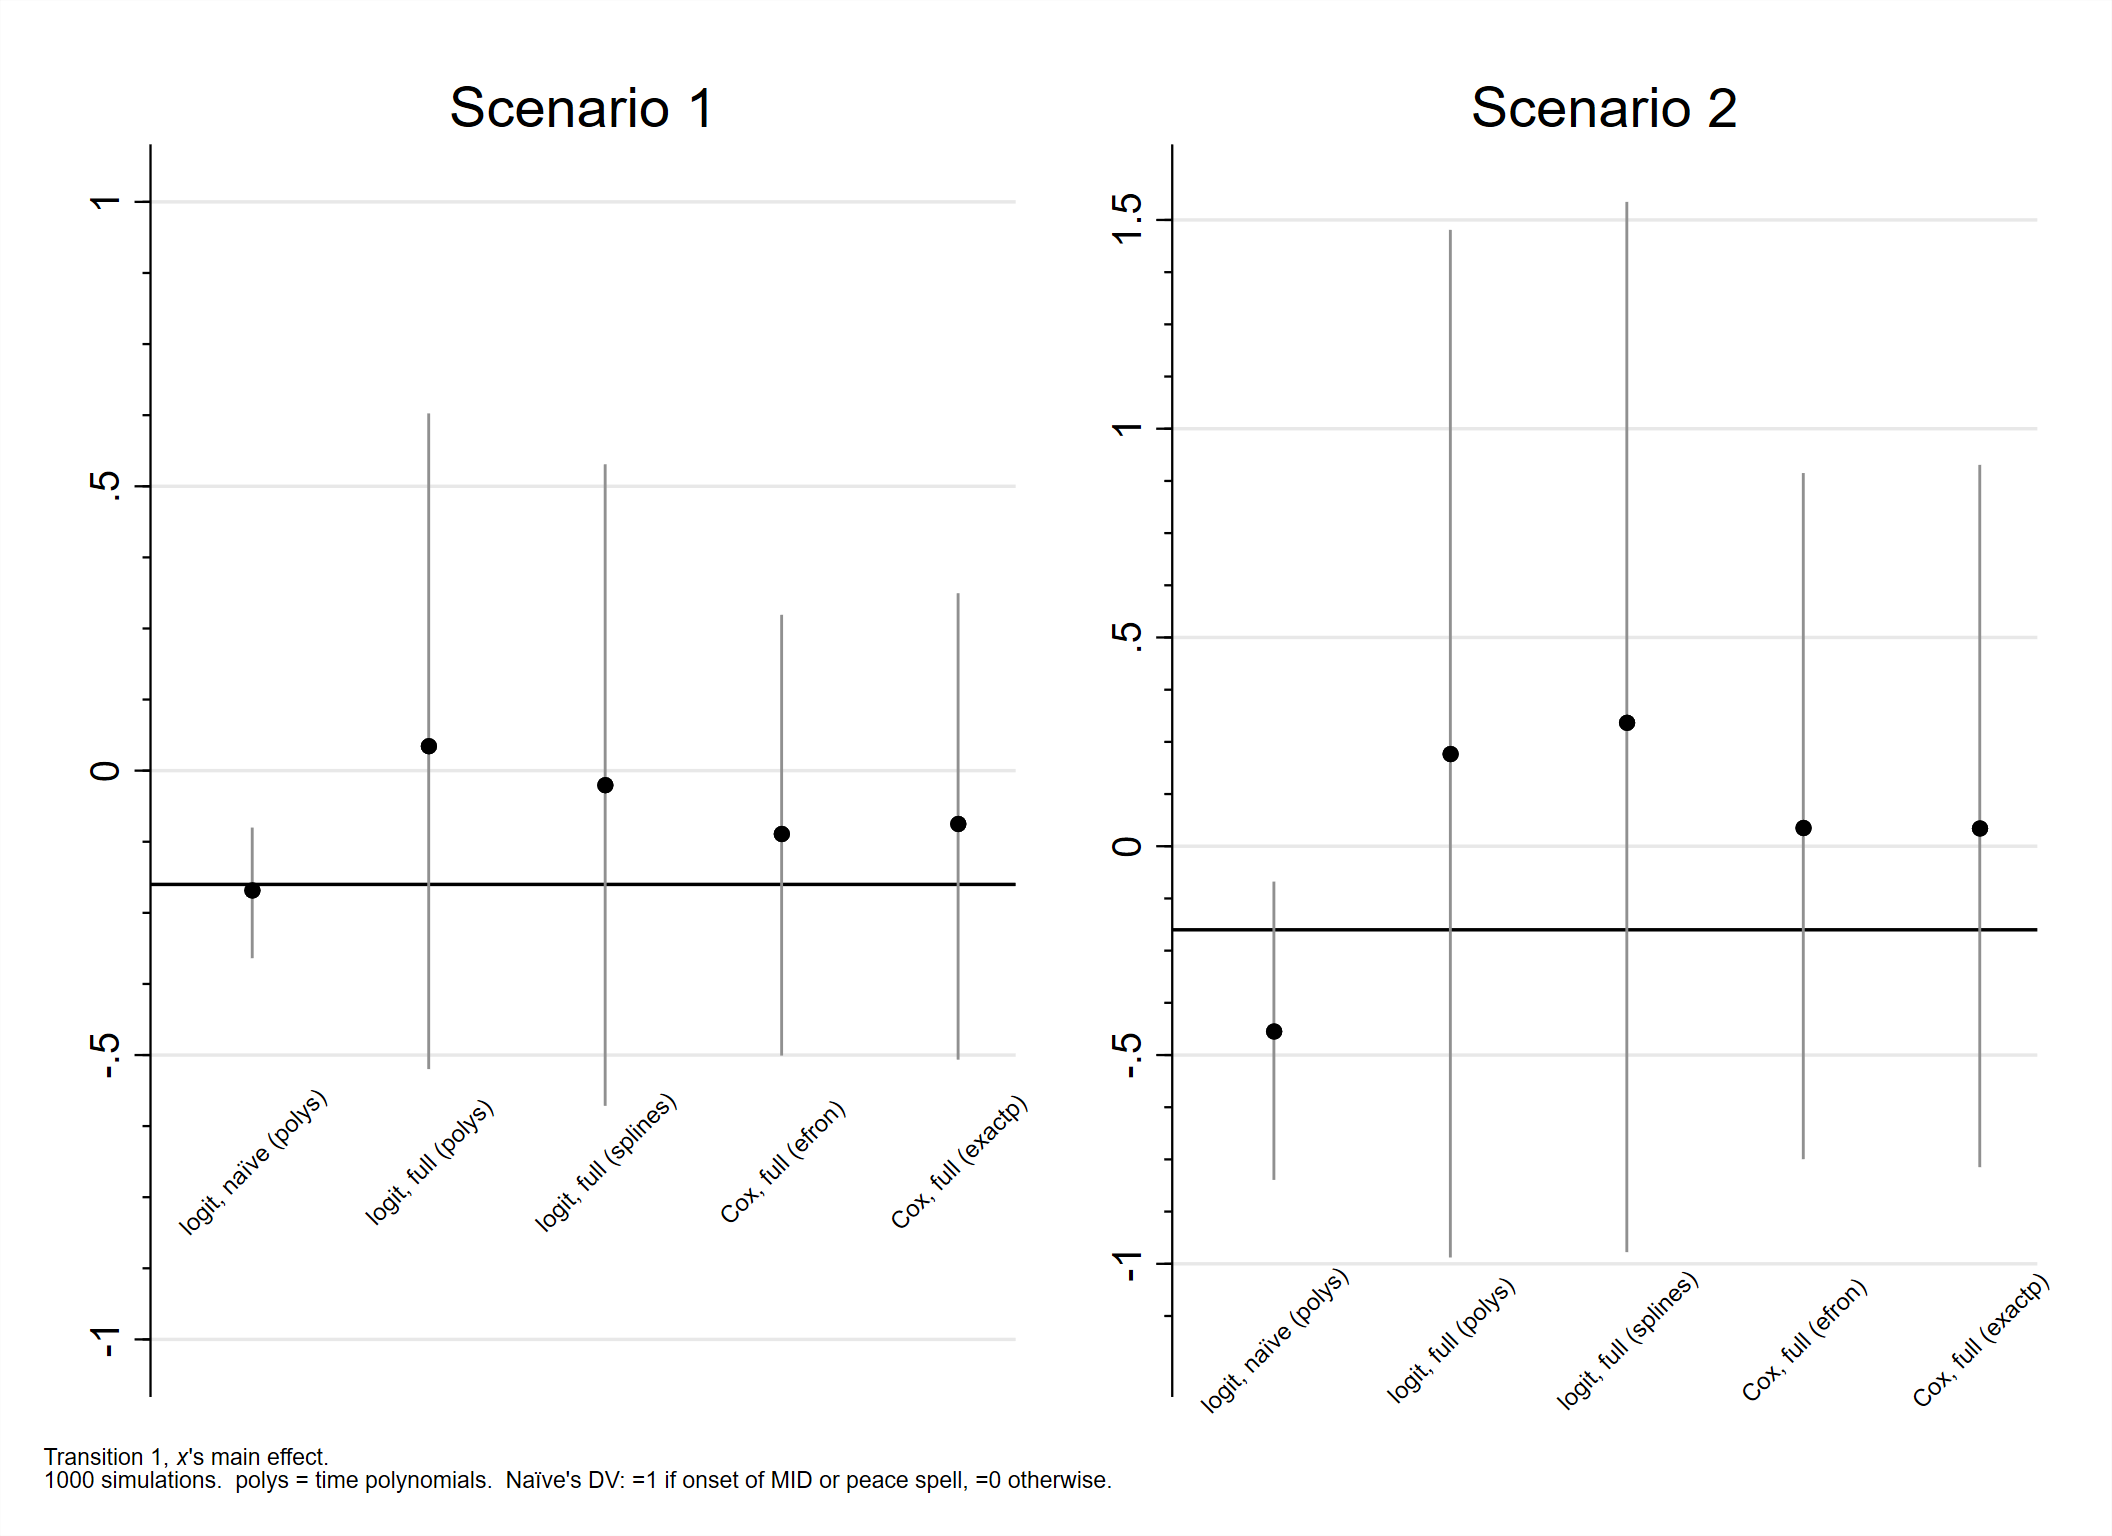 Scenario 1
1
.5
0
-.5
-1
logit, naïve (polys)
logit, full (polys)
logit, full (splines)
Cox, full (efron)
Cox, full (exactp)
Scenario 2
1.5
1
.5
0
-.5
-1
logit, naïve (polys)
logit, full (polys)
logit, full (splines)
Cox, full (efron)
Cox, full (exactp)
Transition 1, x's main effect.
1000 simulations.  polys = time polynomials.  Naïve's DV: =1 if onset of MID or peace spell, =0 otherwise.